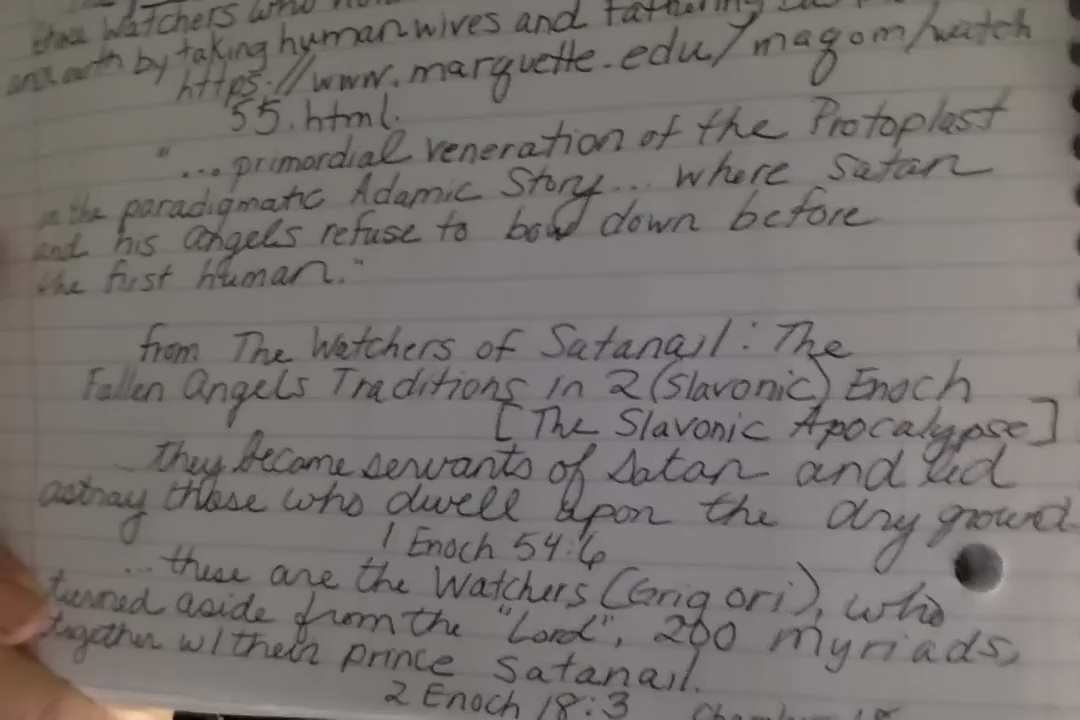 Watchers who
by taking human wives and fathering
https://www.marquette.edu/maqom/watch
55.html.
"...primordial veneration of the Protoplast
in the paradigmatic Adamic Story... where Satan
and his angels refuse to bow down before
the first human."
from The Watchers of Satanail: The
Fallen Angels Traditions in 2 (Slavonic) Enoch
[The Slavonic Apocalypse]
they became servants of Satan and led
astray those who dwell upon the dry ground
1 Enoch 54:6
... these are the Watchers (Grigori), who
turned aside from the "Lord", 200 myriads,
together w/ their prince Satanail.
2 Enoch 18:3